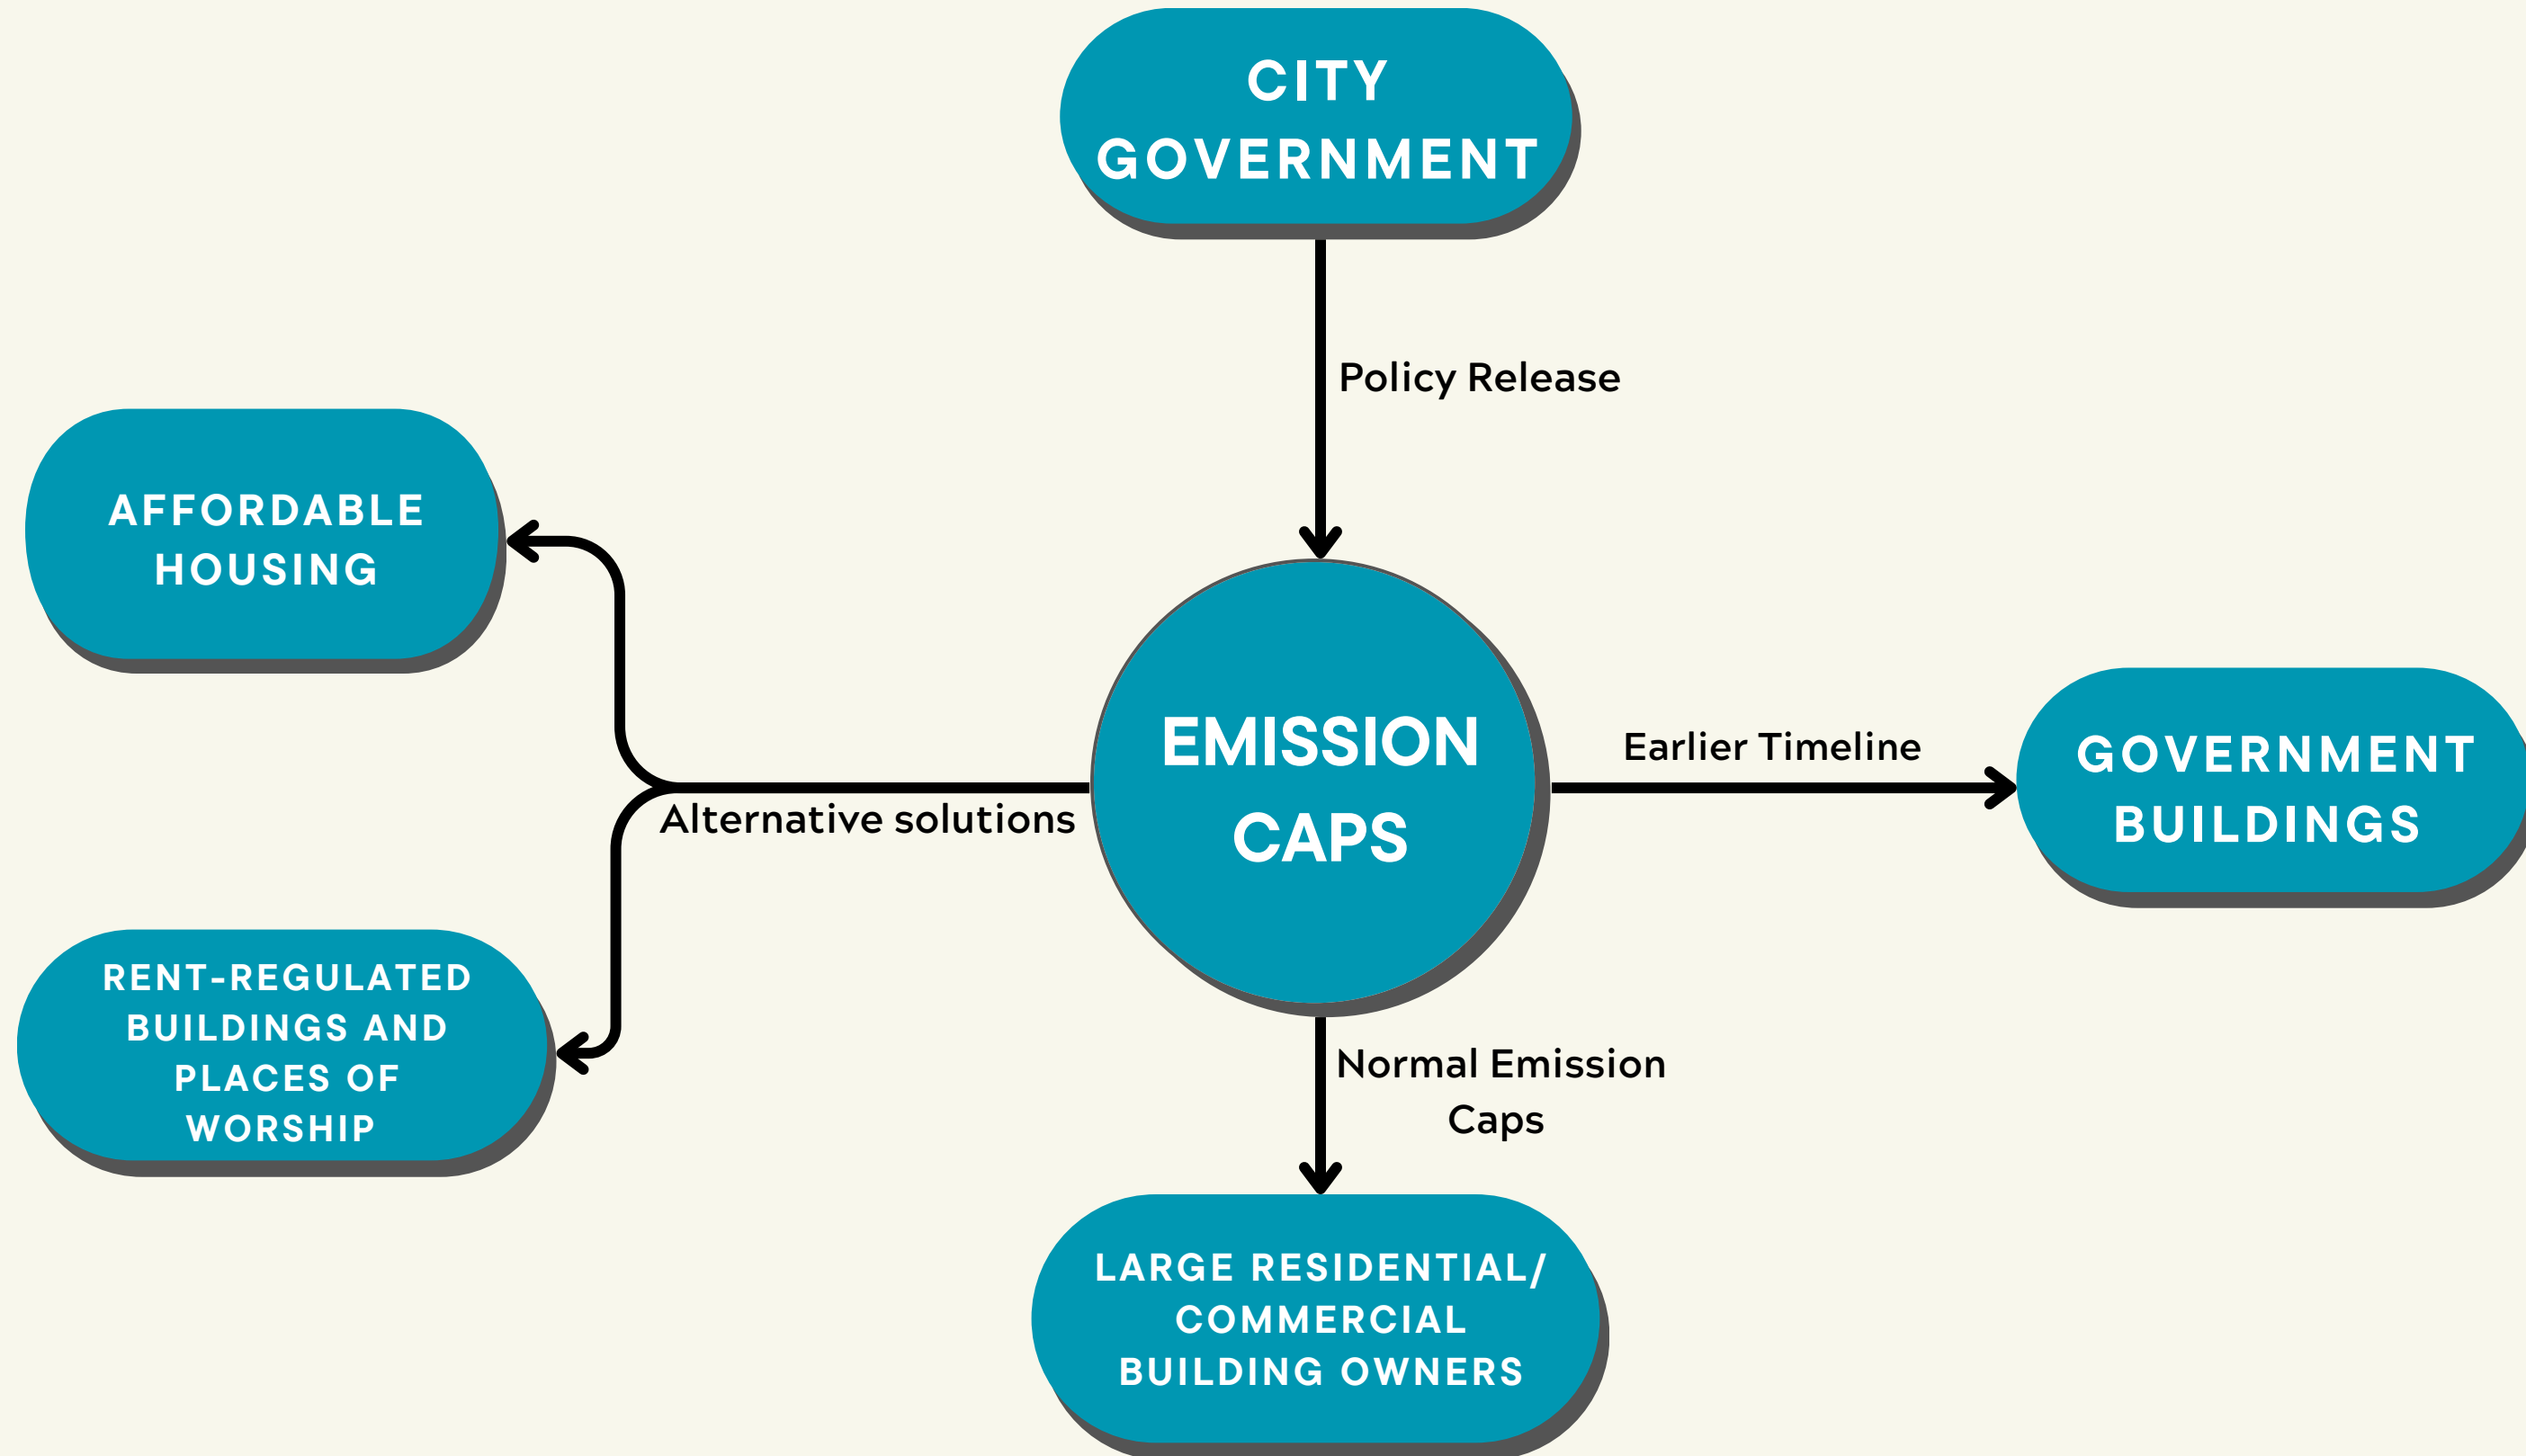 CITY
GOVERNMENT
Policy Release
AFFORDABLE
HOUSING
EMISSION
CAPS
Earlier Timeline
GOVERNMENT
BUILDINGS
Alternative solutions
RENT-REGULATED
BUILDINGS AND
PLACES OF
WORSHIP
Normal Emission
Caps
LARGE RESIDENTIAL/
COMMERCIAL
BUILDING OWNERS